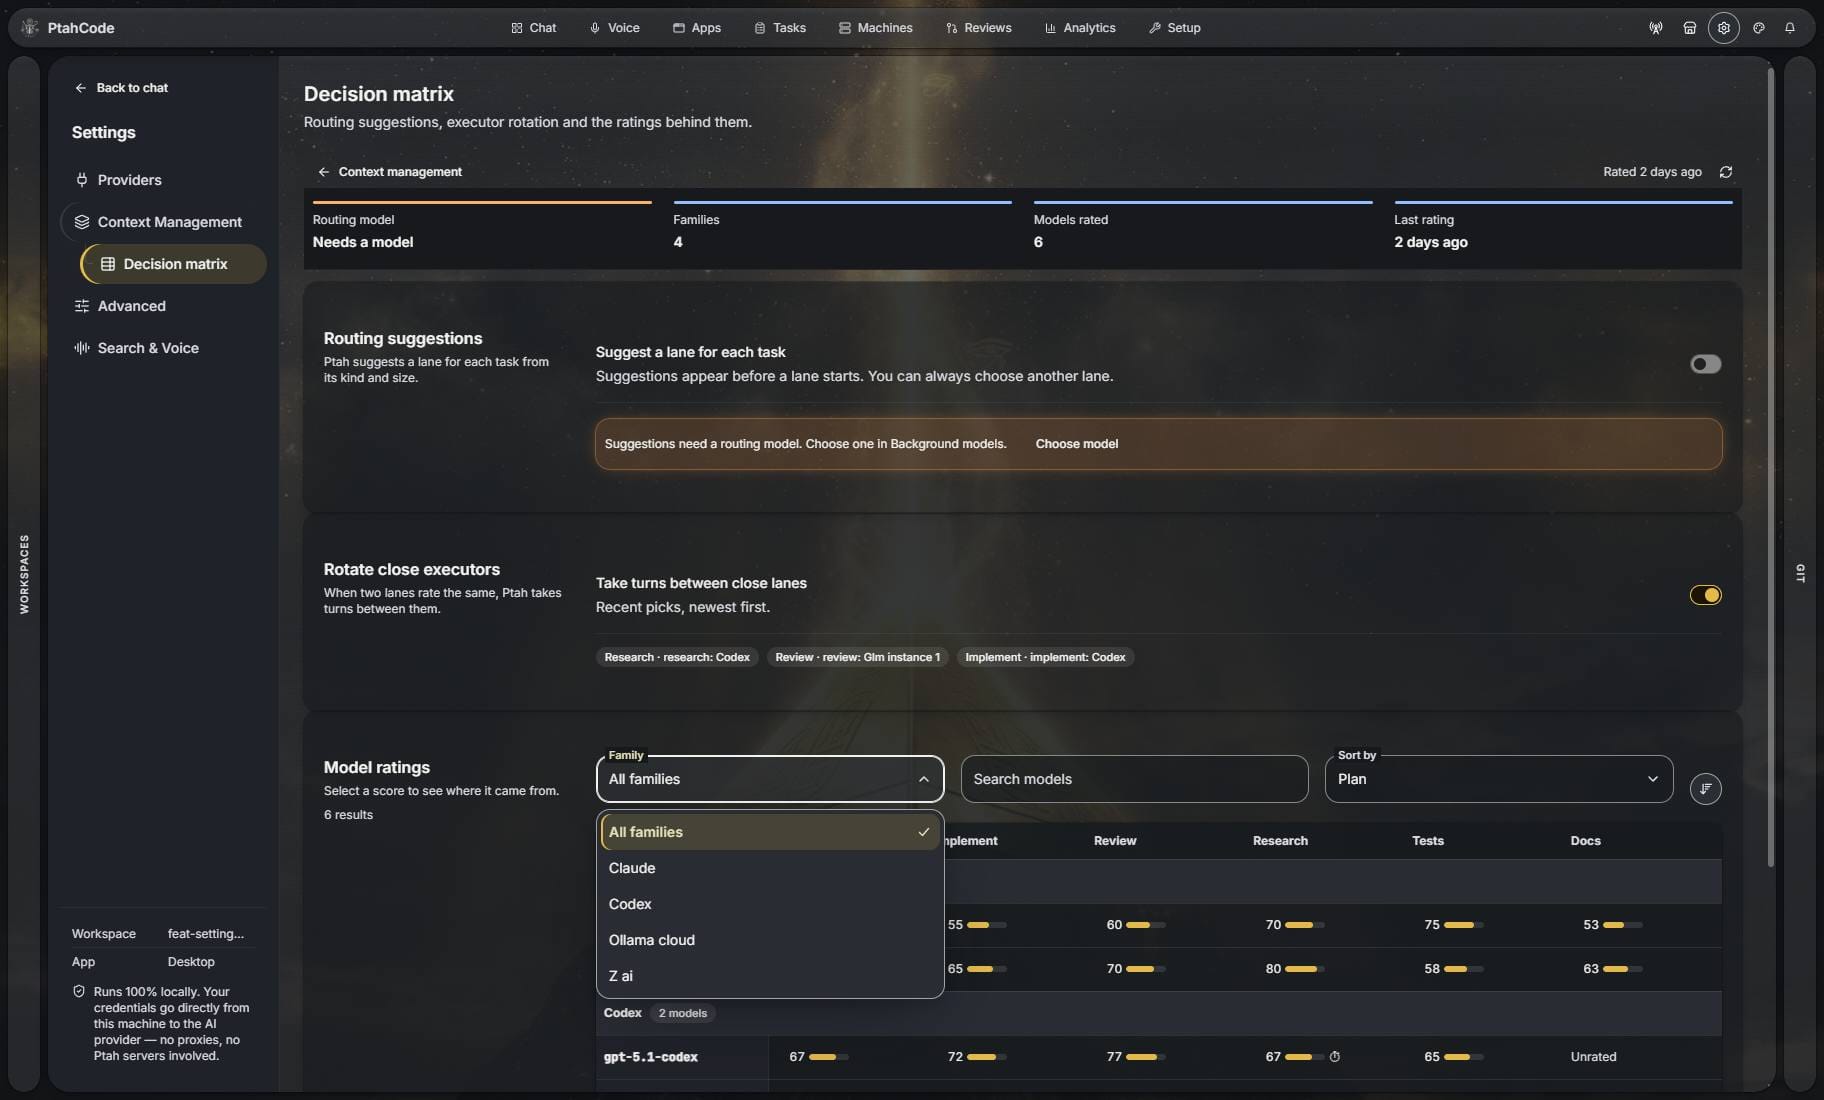 PtahCode
Chat
Voice
Apps
Tasks
Machines
Reviews
Analytics
Setup
WORKSPACES
Back to chat
Settings
Providers
Context Management
Decision matrix
Advanced
Search & Voice
Workspace feat-setting...
App Desktop
Runs 100% locally. Your
credentials go directly from
this machine to the AI
provider — no proxies, no
Ptah servers involved.
Decision matrix
Routing suggestions, executor rotation and the ratings behind them.
Context management
Rated 2 days ago
Routing model
Needs a model
Families
4
Models rated
6
Last rating
2 days ago
Routing suggestions
Ptah suggests a lane for each task from
its kind and size.
Suggest a lane for each task
Suggestions appear before a lane starts. You can always choose another lane.
Suggestions need a routing model. Choose one in Background models. Choose model
Rotate close executors
When two lanes rate the same, Ptah takes
turns between them.
Take turns between close lanes
Recent picks, newest first.
Research · research: Codex
Review · review: Glm instance 1
Implement · implement: Codex
Model ratings
Select a score to see where it came from.
6 results
Family
All families
Search models
Sort by
Plan
All families
Claude
Codex
Ollama cloud
Z ai
mplement Review Research Tests Docs
55 60 70 75 53
65 70 80 58 63
Codex 2 models
gpt-5.1-codex 67 72 77 67 65 Unrated
GIT